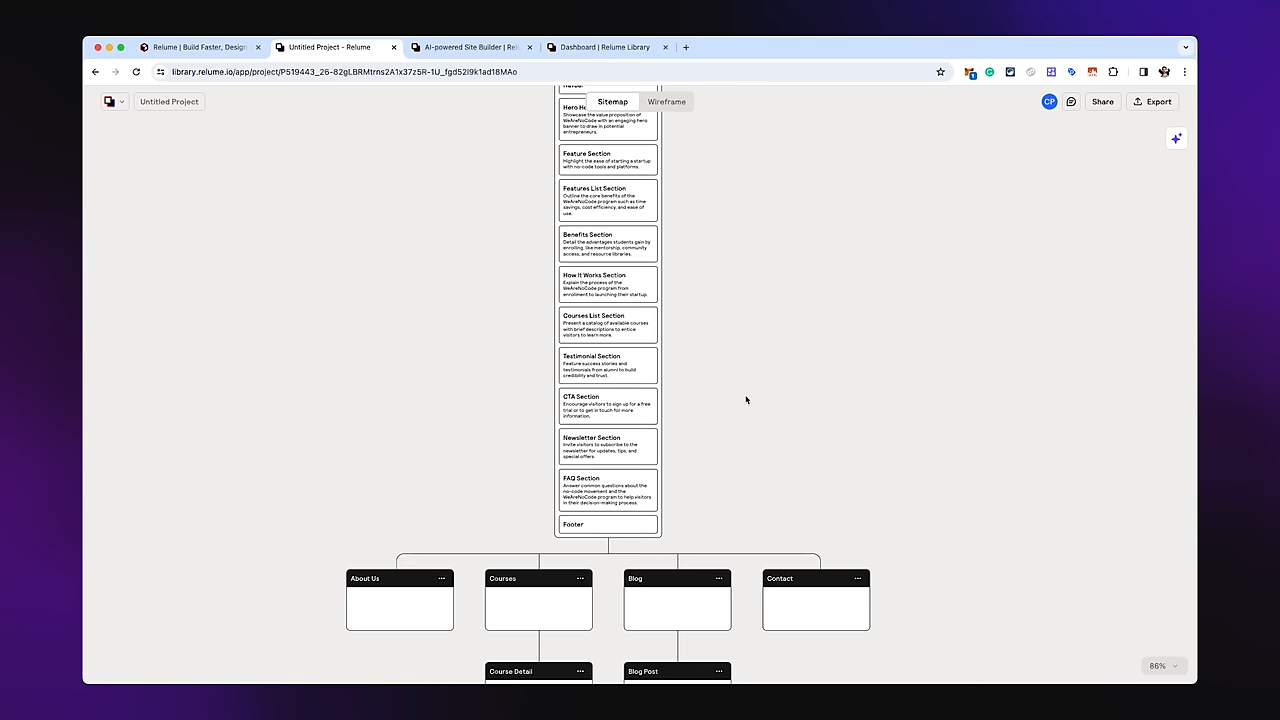 Relume | Build Faster, Design
Untitled Project - Relume
AI-powered Site Builder | Rel
Dashboard | Relume Library
Untitled Project
Sitemap
Wireframe
CP
Share
Export
Hero He
Showcase the value proposition of
WeAreNoCode with an engaging hero
banner to draw in potential
entrepreneurs.
Feature Section
Highlight the ease of starting a startup
with no-code tools and platforms.
Features List Section
Outline the core benefits of the
WeAreNoCode program such as time
savings, cost efficiency, and ease of
use.
Benefits Section
Detail the advantages students gain by
enrolling, like mentorship, community
access, and resource libraries.
How It Works Section
Explain the process of the
WeAreNoCode program from
enrollment to launching their startup.
Courses List Section
Present a catalog of available courses
with brief descriptions to entice
visitors to learn more.
Testimonial Section
Feature success stories and
testimonials from alumni to build
credibility and trust.
CTA Section
Encourage visitors to sign up for a free
trial or to get in touch for more
information.
Newsletter Section
Invite visitors to subscribe to the
newsletter for updates, tips, and
special offers.
FAQ Section
Answer common questions about the
no-code movement and the
WeAreNoCode program to help visitors
in their decision-making process.
Footer
About Us
Courses
Blog
Contact
Course Detail
Blog Post
86%